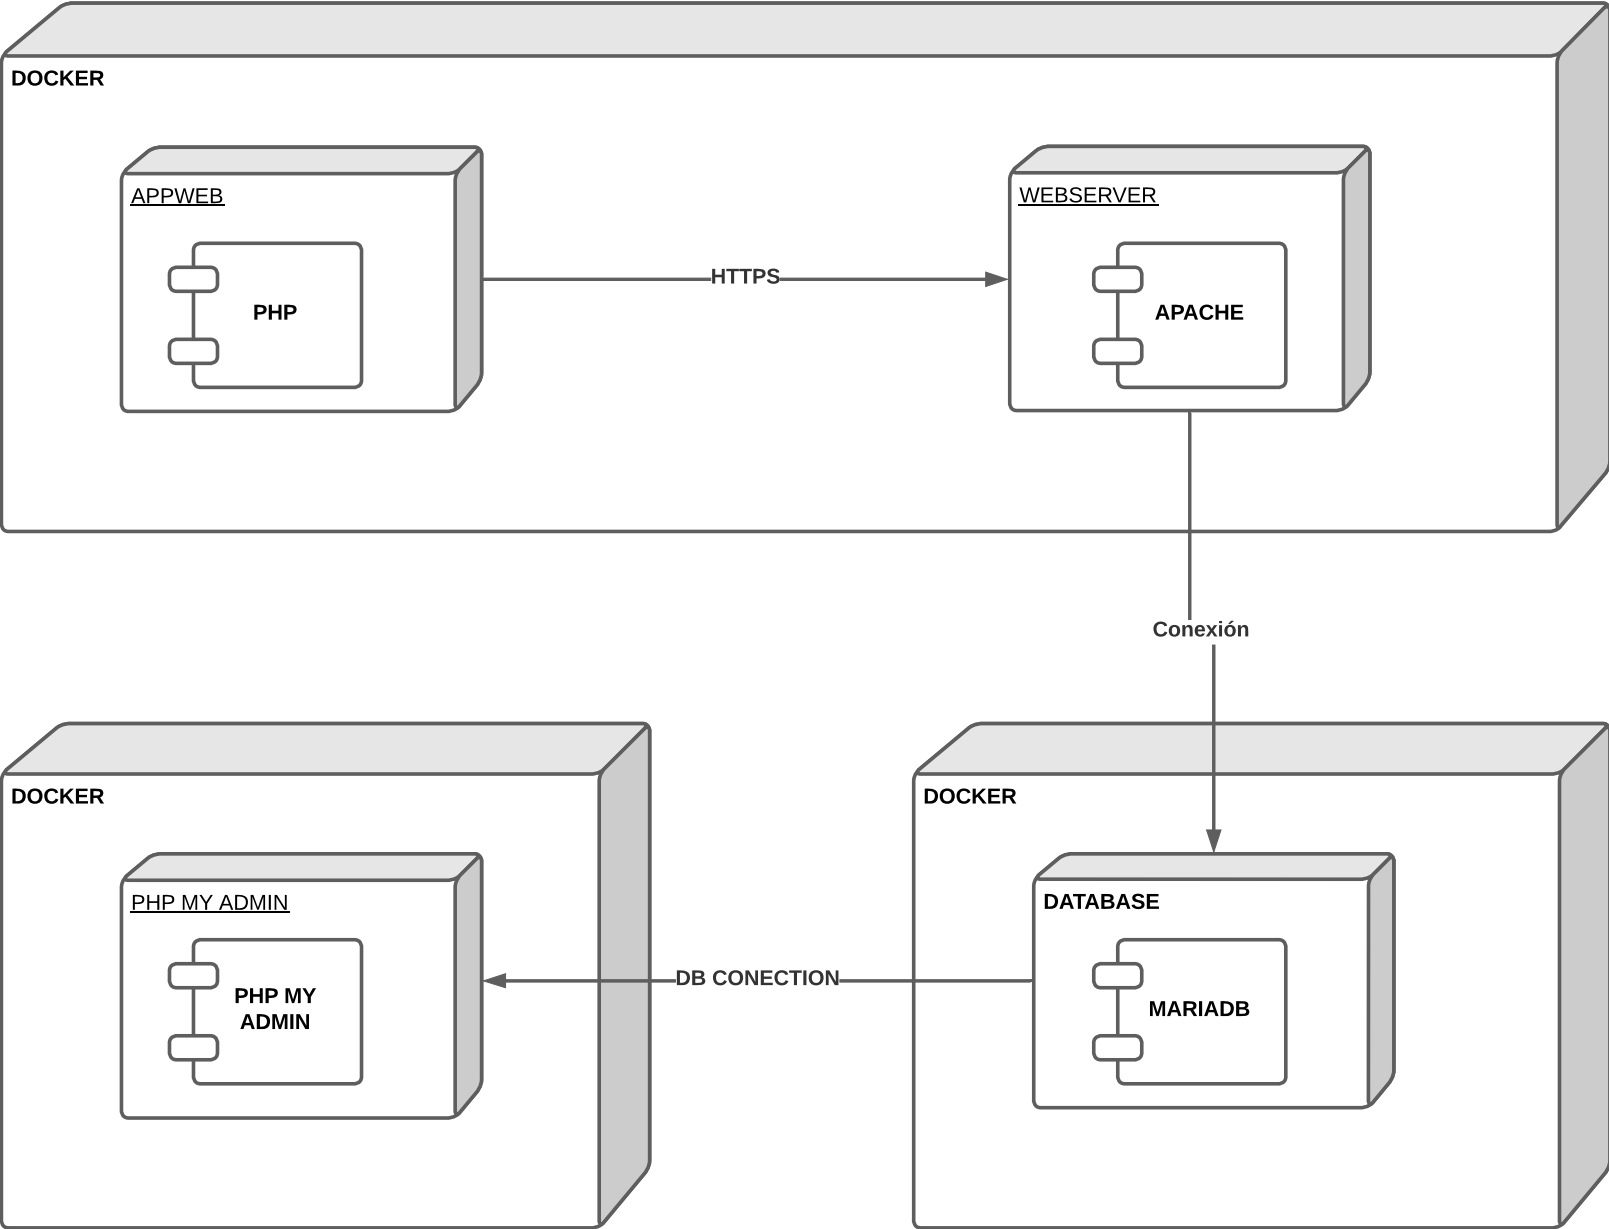 DOCKER
APPWEB
WEBSERVER
HTTPS
PHP
APACHE
Conexión
DOCKER
DOCKER
PHP MY ADMIN
DATABASE
DB CONECTION
PHP MY
ADMIN
MARIADB